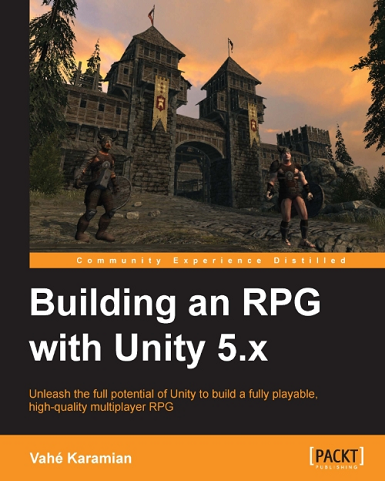 Community Experience Distilled
Building an RPG
with Unity 5.x
Unleash the full potential of Unity to build a fully playable,
high-quality multiplayer RPG
Vahé Karamian
[PACKT]
PUBLISHING